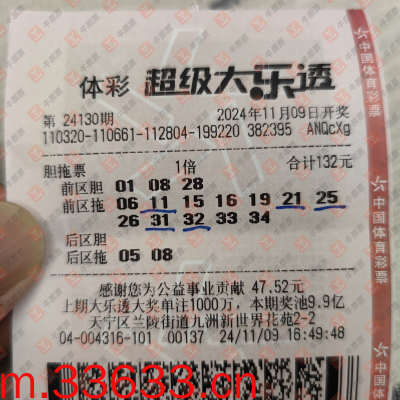 体彩 超级大乐透
第 24130期 2024年11月09日开奖
110320-110661-112804-199220 382395 ANQcXg
胆拖票 1倍 合计132元
前区胆 01 08 28
前区拖 06 11 15 16 19 21 25
26 31 32 33 34
后区胆
后区拖 05 08
感谢您为公益事业贡献 47.52元
上期大乐透大奖单注1000万，本期奖池9.9亿
天宁区兰陵街道九洲新世界花苑2-2
04-004316-101 00137 24/11/09 16:49:48
中国体育彩票
中国体育彩票
m.33633.cn